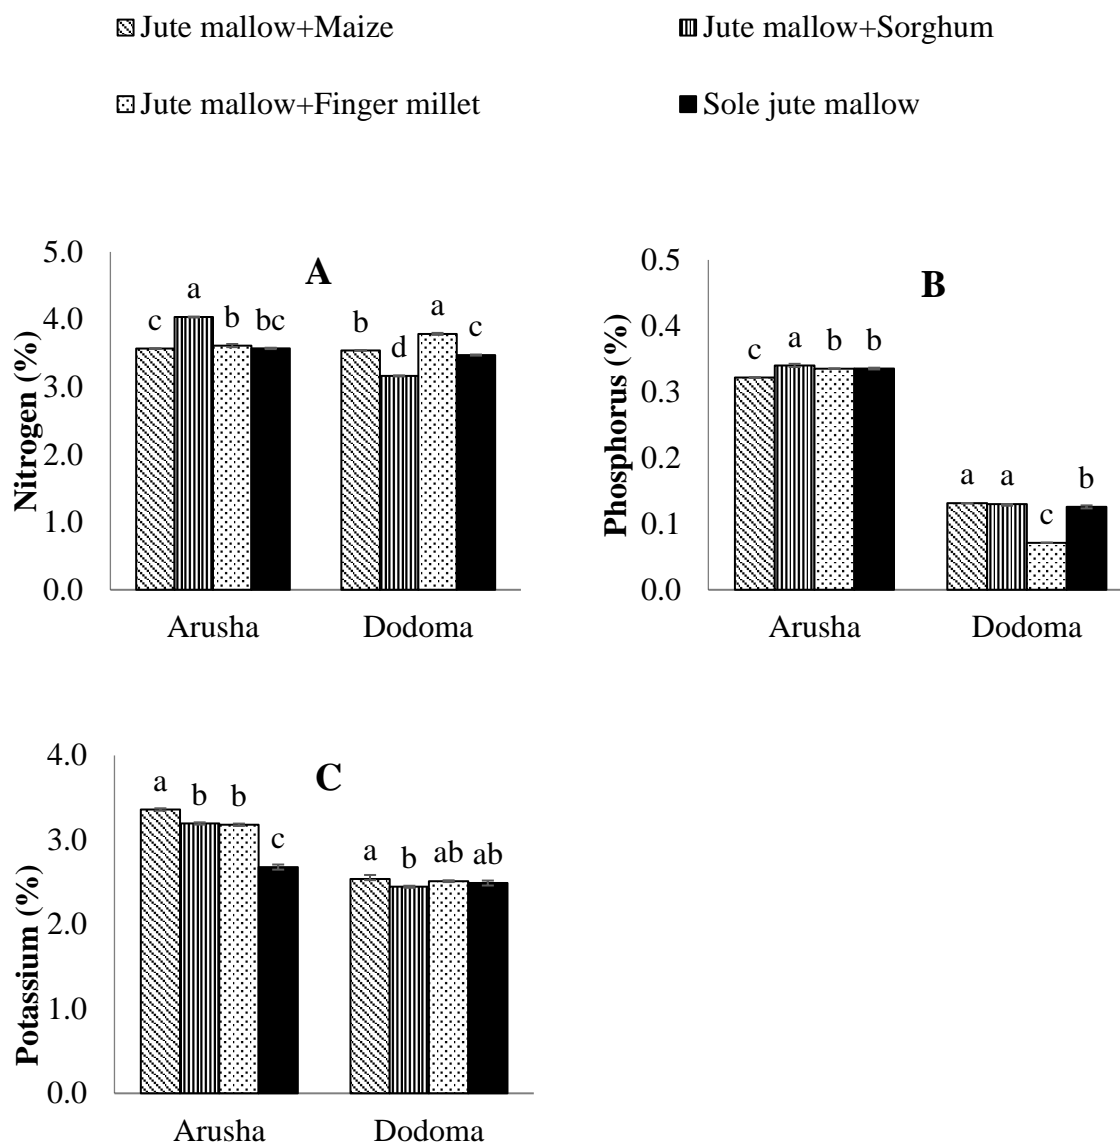 Jute mallow+Maize
Jute mallow+Sorghum
Jute mallow+Finger millet
Sole jute mallow
A
Nitrogen (%)
5.0
4.0
3.0
2.0
1.0
0.0
c a b bc
b d a c
Arusha Dodoma
B
Phosphorus (%)
0.5
0.4
0.3
0.2
0.1
0.0
c a b b
a a c b
Arusha Dodoma
C
Potassium (%)
4.0
3.0
2.0
1.0
0.0
a b b c
a b ab ab
Arusha Dodoma